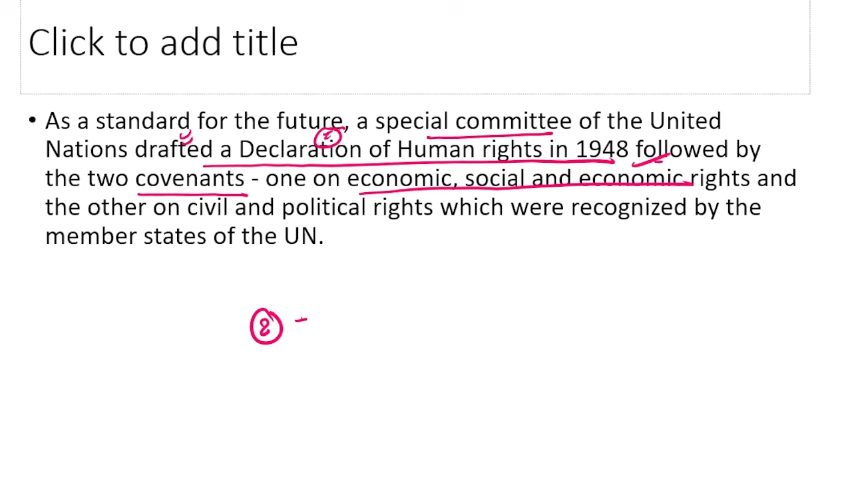 Click to add title
• As a standard for the future, a special committee of the United
Nations drafted a Declaration of Human rights in 1948 followed by
the two covenants - one on economic, social and economic rights and
the other on civil and political rights which were recognized by the
member states of the UN.
8 -